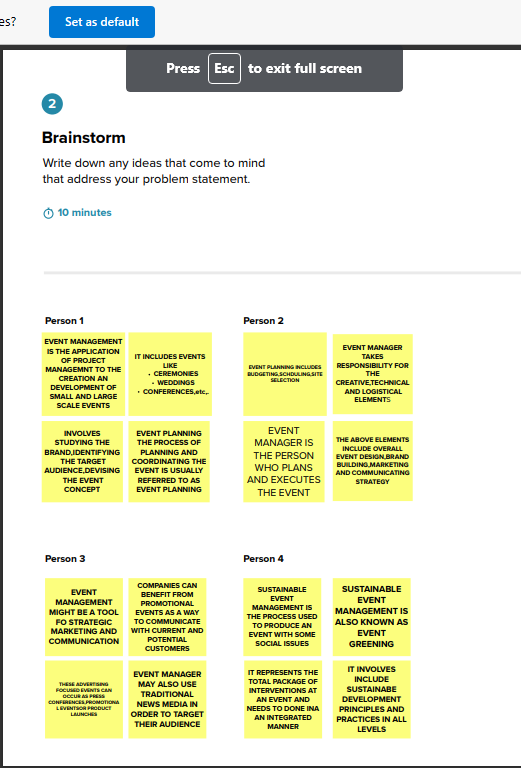 es?
Set as default
Press Esc to exit full screen
2
Brainstorm
Write down any ideas that come to mind
that address your problem statement.
10 minutes
Person 1
EVENT MANAGEMENT
IS THE APPLICATION
OF PROJECT
MANAGEMNT TO THE
CREATION AN
DEVELOPMENT OF
SMALL AND LARGE
SCALE EVENTS
IT INCLUDES EVENTS
LIKE
• CEREMONIES
• WEDDINGS
• CONFERENCES,etc,.
INVOLVES
STUDYING THE
BRAND,IDENTIFYING
THE TARGET
AUDIENCE,DEVISING
THE EVENT
CONCEPT
EVENT PLANNING
THE PROCESS OF
PLANNING AND
COORDINATING THE
EVENT IS USUALLY
REFERRED TO AS
EVENT PLANNING
Person 2
EVENT PLANNING INCLUDES
BUDGETING,SCHDULING,SITE
SELECTION
EVENT MANAGER
TAKES
RESPONSIBILITY FOR
THE
CREATIVE,TECHNICAL
AND LOGISTICAL
ELEMENTS
EVENT
MANAGER IS
THE PERSON
WHO PLANS
AND EXECUTES
THE EVENT
THE ABOVE ELEMENTS
INCLUDE OVERALL
EVENT DESIGN,BRAND
BUILDING,MARKETING
AND COMMUNICATING
STRATEGY
Person 3
EVENT
MANAGEMENT
MIGHT BE A TOOL
FO STRATEGIC
MARKETING AND
COMMUNICATION
COMPANIES CAN
BENEFIT FROM
PROMOTIONAL
EVENTS AS A WAY
TO COMMUNICATE
WITH CURRENT AND
POTENTIAL
CUSTOMERS
THESE ADVERTISING
FOCUSED EVENTS CAN
OCCUR AS PRESS
CONFERENCES,PROMOTIONA
L EVENTSOR PRODUCT
LAUNCHES
EVENT MANAGER
MAY ALSO USE
TRADITIONAL
NEWS MEDIA IN
ORDER TO TARGET
THEIR AUDIENCE
Person 4
SUSTAINABLE
EVENT
MANAGEMENT IS
THE PROCESS USED
TO PRODUCE AN
EVENT WITH SOME
SOCIAL ISSUES
SUSTAINABLE
EVENT
MANAGEMENT IS
ALSO KNOWN AS
EVENT
GREENING
IT REPRESENTS THE
TOTAL PACKAGE OF
INTERVENTIONS AT
AN EVENT AND
NEEDS TO DONE INA
AN INTEGRATED
MANNER
IT INVOLVES
INCLUDE
SUSTAINABE
DEVELOPMENT
PRINCIPLES AND
PRACTICES IN ALL
LEVELS